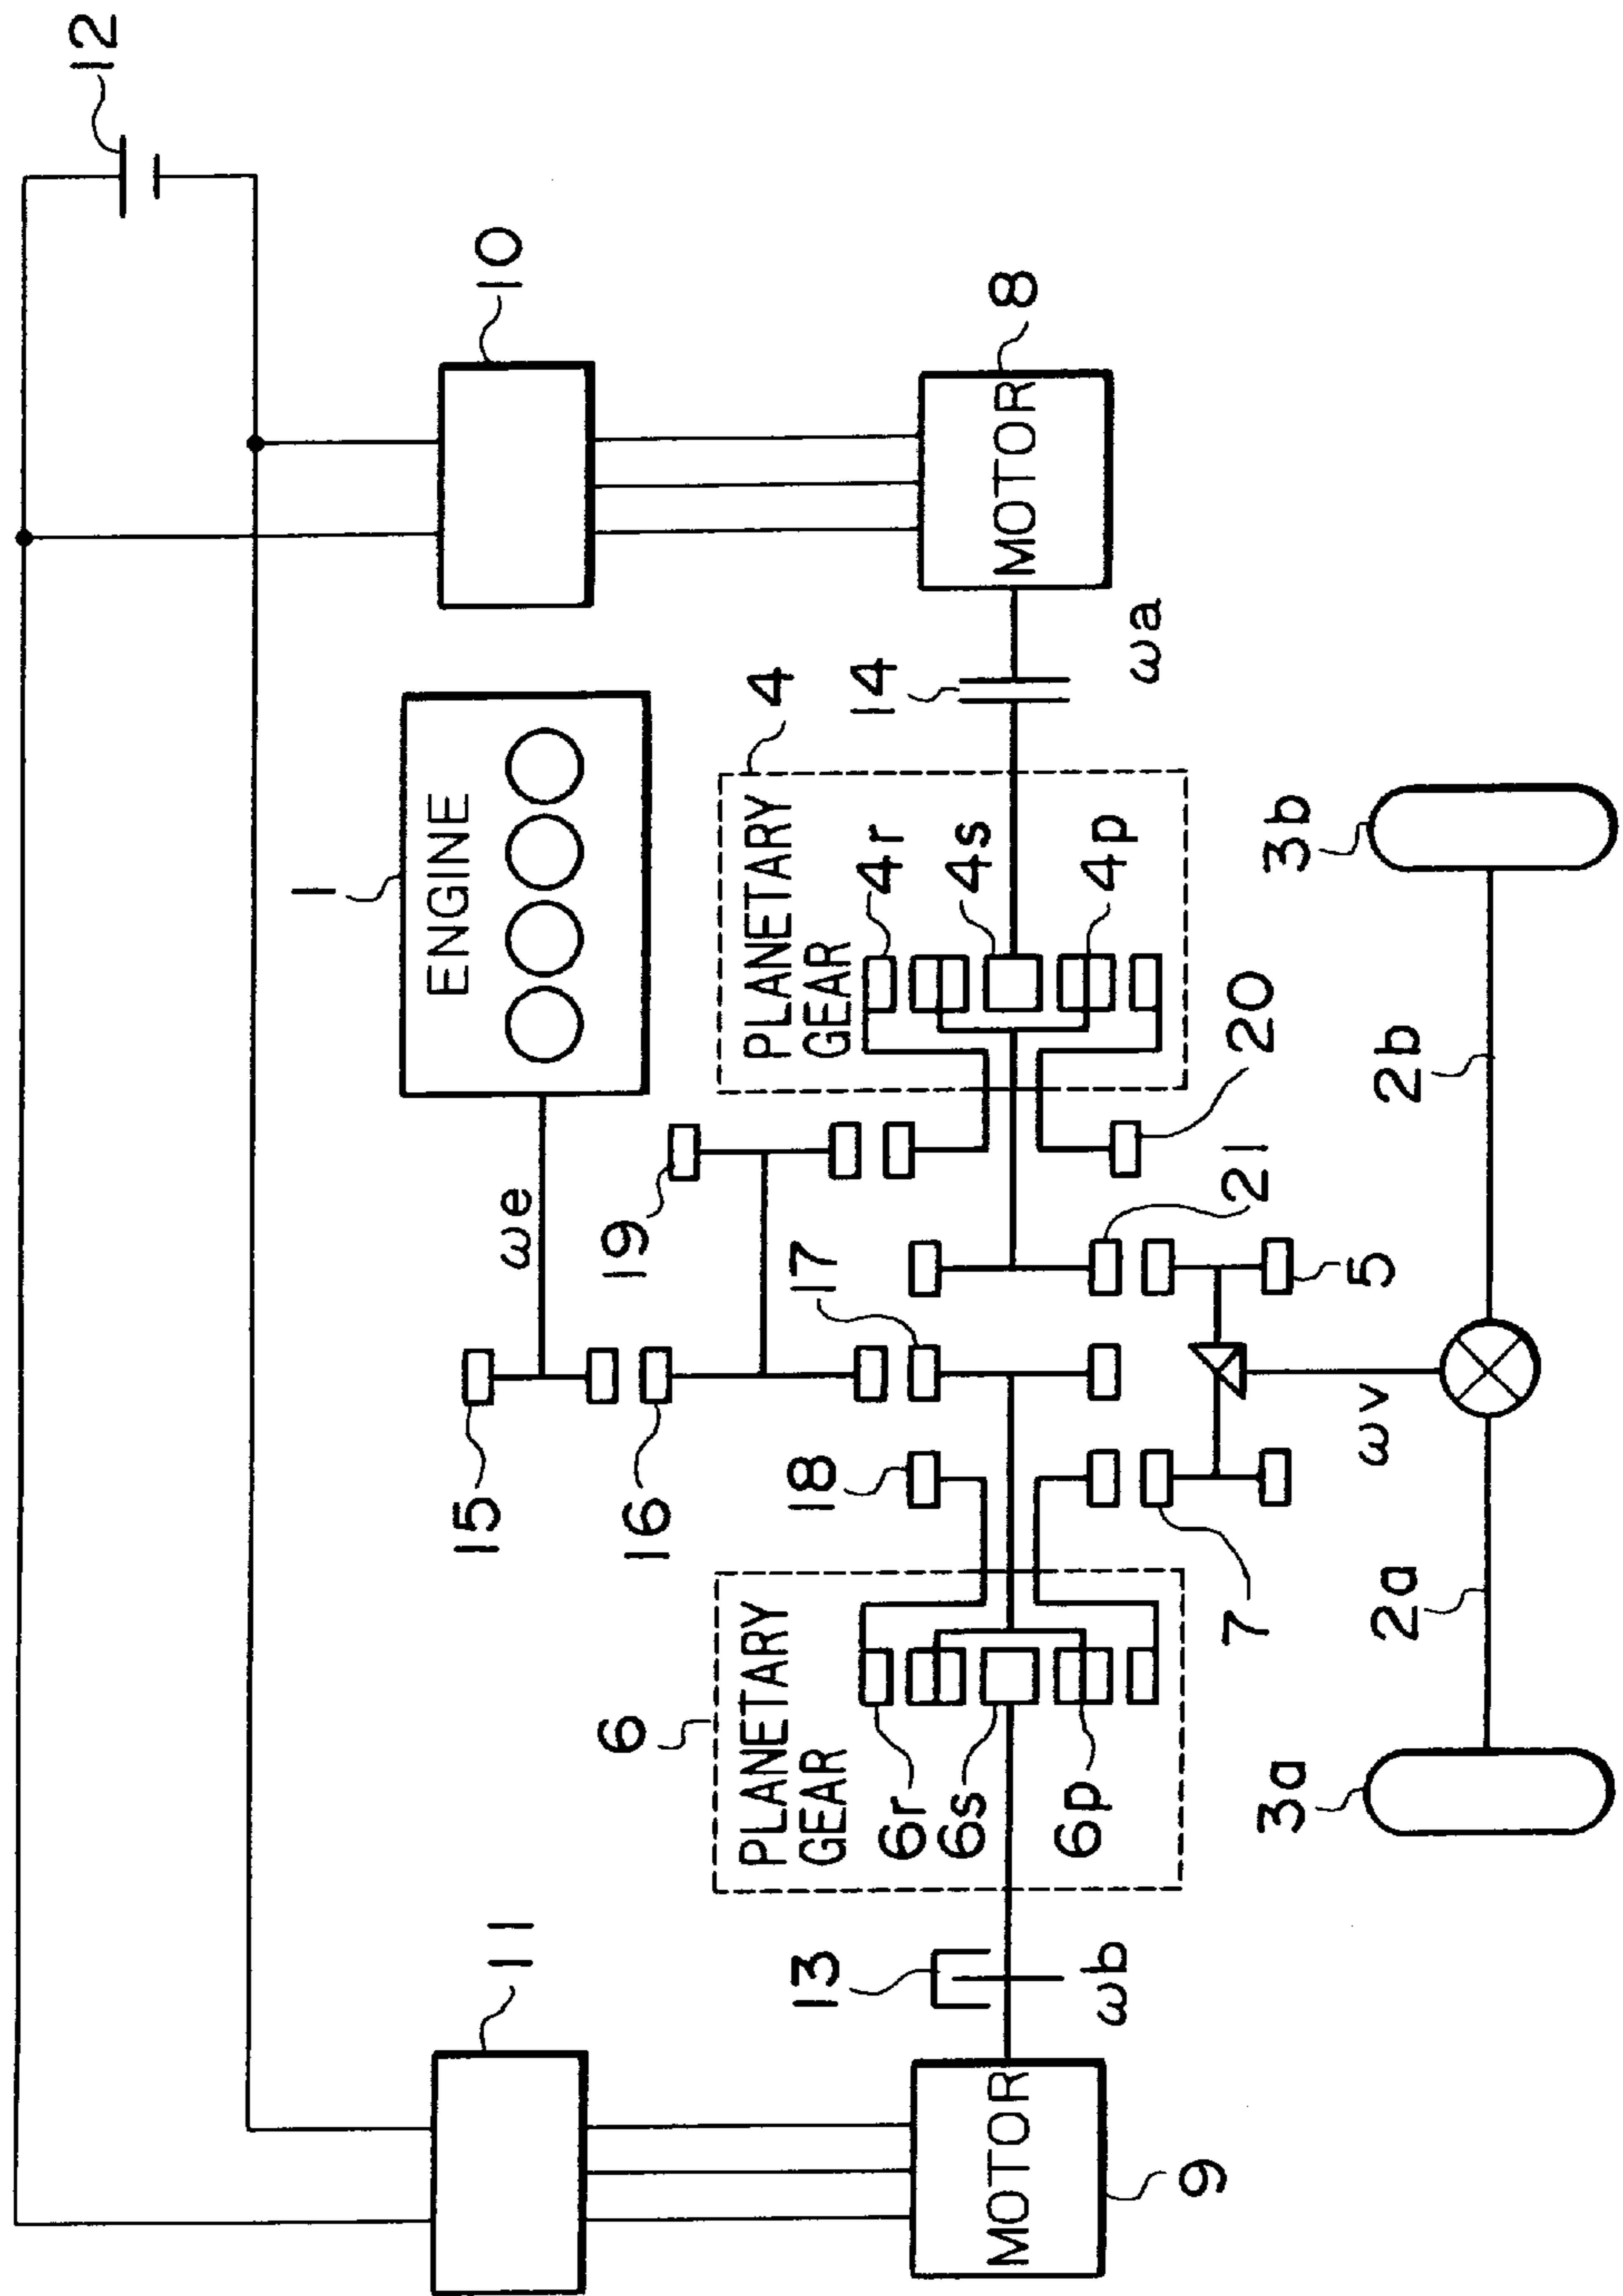 12
10
11
1
ENGINE
ωe
8
MOTOR
ωa
14
4
PLANETARY
GEAR
4r
4s
4p
19
15
16
17
18
20
21
5
7
6
PLANETARY
GEAR
6r
6s
6p
13
ωb
MOTOR
9
ωv
2a
2b
3a
3b